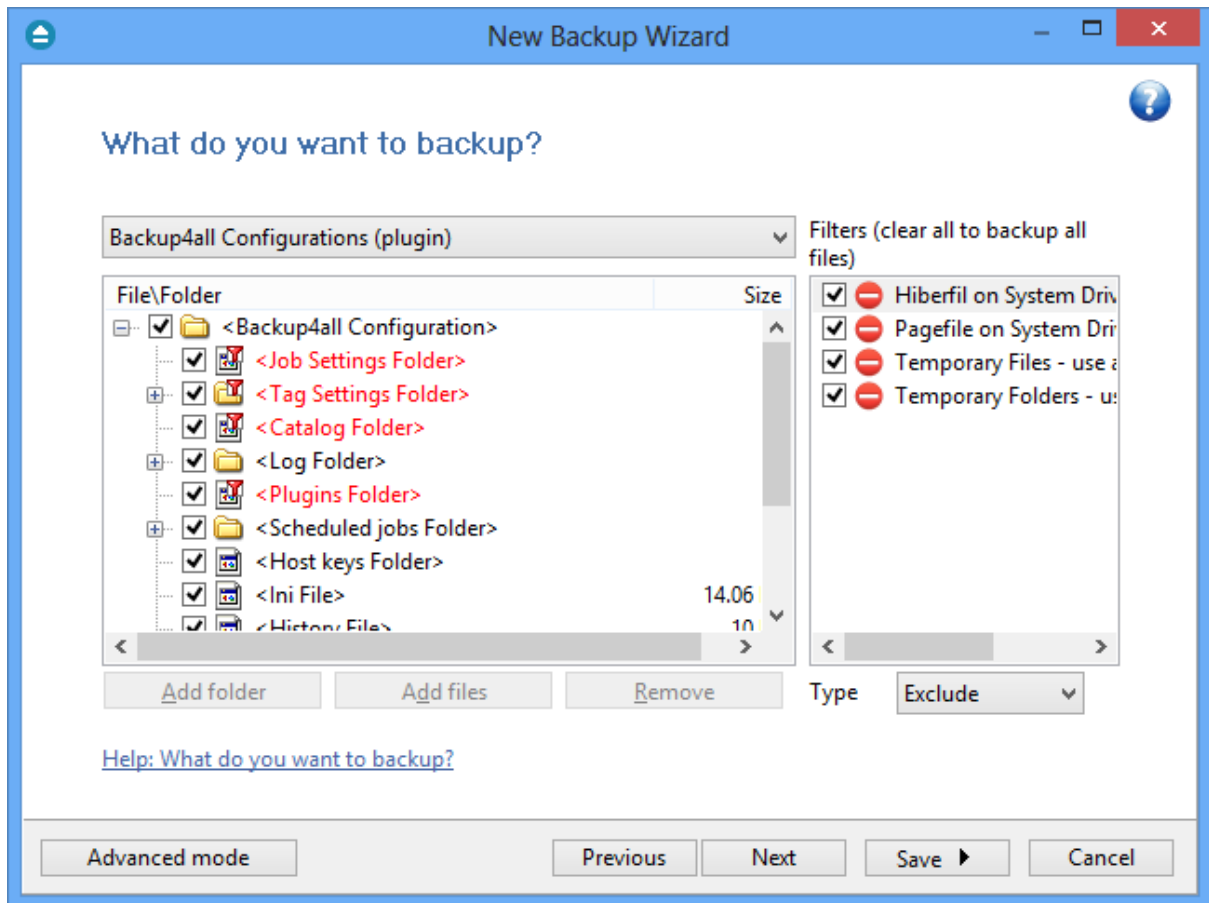 New Backup Wizard
What do you want to backup?
Backup4all Configurations (plugin)
Filters (clear all to backup all
files)
File\Folder Size
<Backup4all Configuration>
<Job Settings Folder>
<Tag Settings Folder>
<Catalog Folder>
<Log Folder>
<Plugins Folder>
<Scheduled jobs Folder>
<Host keys Folder>
<Ini File> 14.06
<History File> 10
Hiberfil on System Driv
Pagefile on System Dri
Temporary Files - use a
Temporary Folders - u
Add folder Add files Remove
Type Exclude
Help: What do you want to backup?
Advanced mode Previous Next Save Cancel